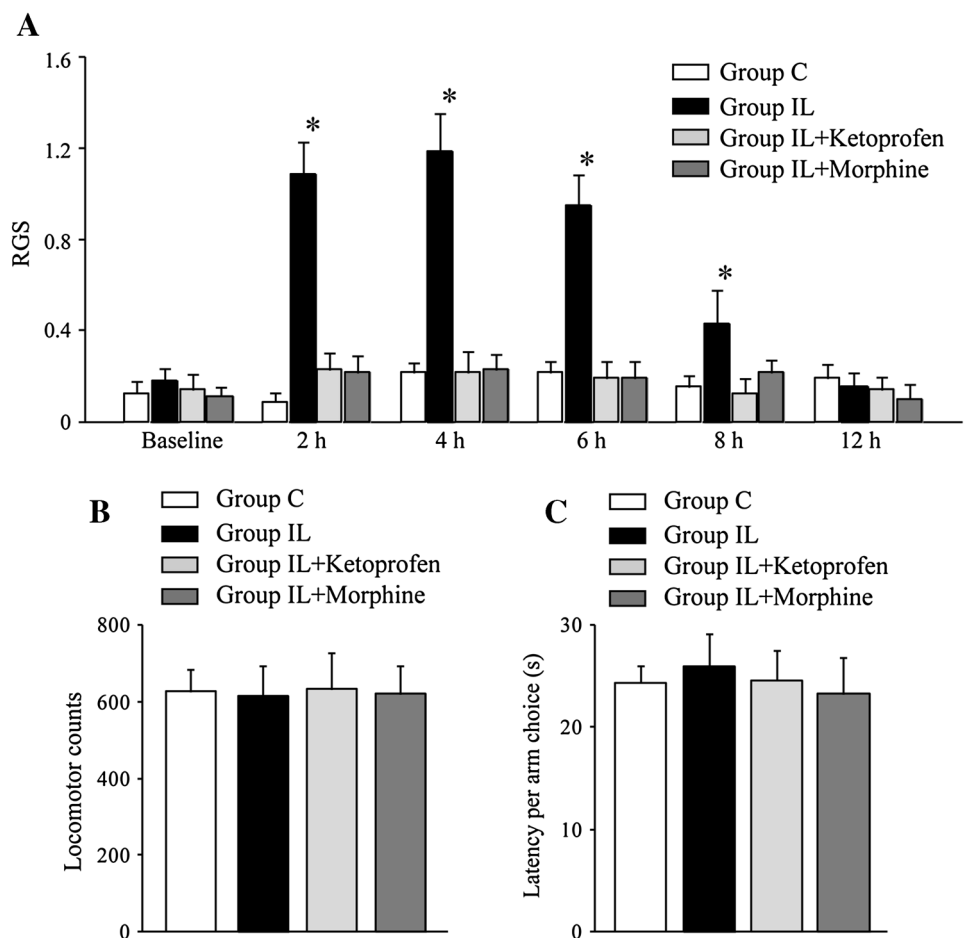 A
1.6
1.2
0.8
0.4
0
RGS
Group C
Group IL
Group IL+Ketoprofen
Group IL+Morphine
*
*
*
*
Baseline 2 h 4 h 6 h 8 h 12 h
B
Group C
Group IL
Group IL+Ketoprofen
Group IL+Morphine
800
600
400
200
0
Locomotor counts
C
Group C
Group IL
Group IL+Ketoprofen
Group IL+Morphine
30
20
10
0
Latency per arm choice (s)